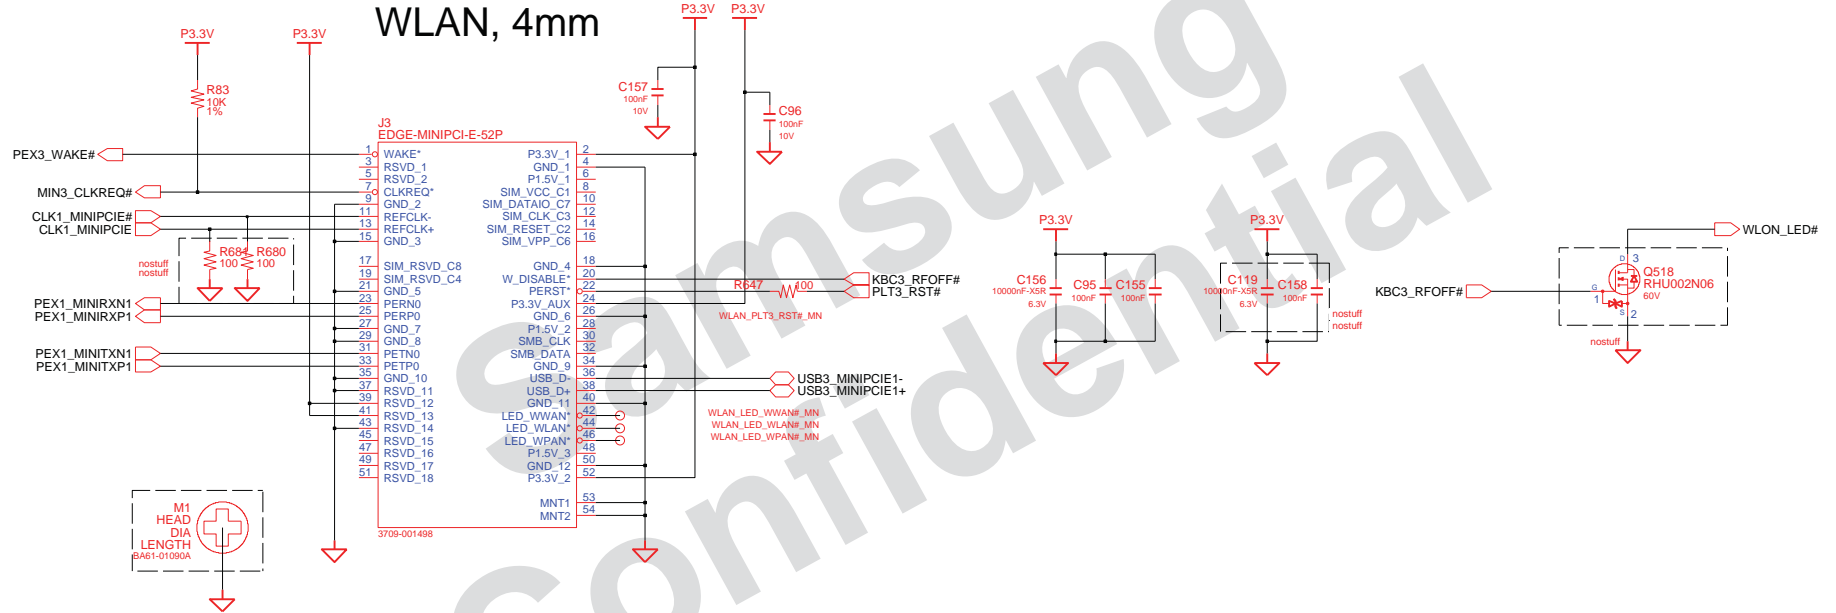 WLAN, 4mm
P3.3V
P3.3V
P3.3V
P3.3V
R83
10K
1%
C157
100nF
10V
C96
100nF
10V
J3
EDGE-MINIPCI-E-52P
PEX3_WAKE#
MIN3_CLKREQ#
CLK1_MINIPCIE#
CLK1_MINIPCIE
nostuff
nostuff
R684
100
R680
100
PEX1_MINIRXN1
PEX1_MINIRXP1
PEX1_MINITXN1
PEX1_MINITXP1
1 WAKE*
3 RSVD_1
5 RSVD_2
7 CLKREQ*
9 GND_2
11 REFCLK-
13 REFCLK+
15 GND_3
17 SIM_RSVD_C8
19 SIM_RSVD_C4
21 GND_5
23 PERN0
25 PERP0
27 GND_7
29 GND_8
31 PETN0
33 PETP0
35 GND_10
37 RSVD_11
39 RSVD_12
41 RSVD_13
43 RSVD_14
45 RSVD_15
47 RSVD_16
49 RSVD_17
51 RSVD_18
P3.3V_1 2
GND_1 4
P1.5V_1 6
SIM_VCC_C1 8
SIM_DATAIO_C7 10
SIM_CLK_C3 12
SIM_RESET_C2 14
SIM_VPP_C6 16
GND_4 18
W_DISABLE* 20
PERST* 22
P3.3V_AUX 24
GND_6 26
P1.5V_2 28
SMB_CLK 30
SMB_DATA 32
GND_9 34
USB_D- 36
USB_D+ 38
GND_11 40
LED_WWAN* 42
LED_WLAN* 44
LED_WPAN* 46
P1.5V_3 48
GND_12 50
P3.3V_2 52
MNT1 53
MNT2 54
3709-001498
KBC3_RFOFF#
R647 100
PLT3_RST#
WLAN_PLT3_RST#_MN
USB3_MINIPCIE1-
USB3_MINIPCIE1+
WLAN_LED_WWAN#_MN
WLAN_LED_WLAN#_MN
WLAN_LED_WPAN#_MN
M1
HEAD
DIA
LENGTH
BA61-01090A
P3.3V
C156
10000nF-X5R
6.3V
C95
100nF
C155
100nF
P3.3V
C119
10000nF-X5R
6.3V
C158
100nF
nostuff
nostuff
KBC3_RFOFF#
WLON_LED#
D 3
G
1
S 2
Q518
RHU002N06
60V
nostuff
Samsung
Confidential